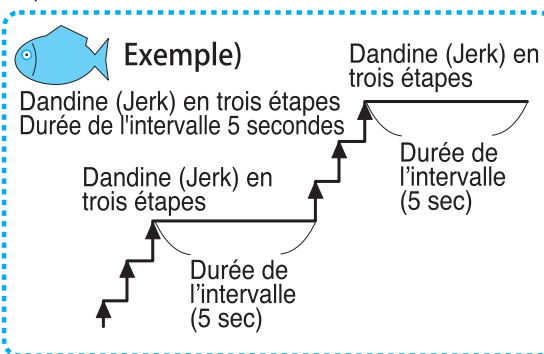 Exemple)
Dandine (Jerk) en trois étapes
Durée de l'intervalle 5 secondes
Dandine (Jerk) en
trois étapes
Durée de
l'intervalle
(5 sec)
Dandine (Jerk) en
trois étapes
Durée de
l'intervalle
(5 sec)